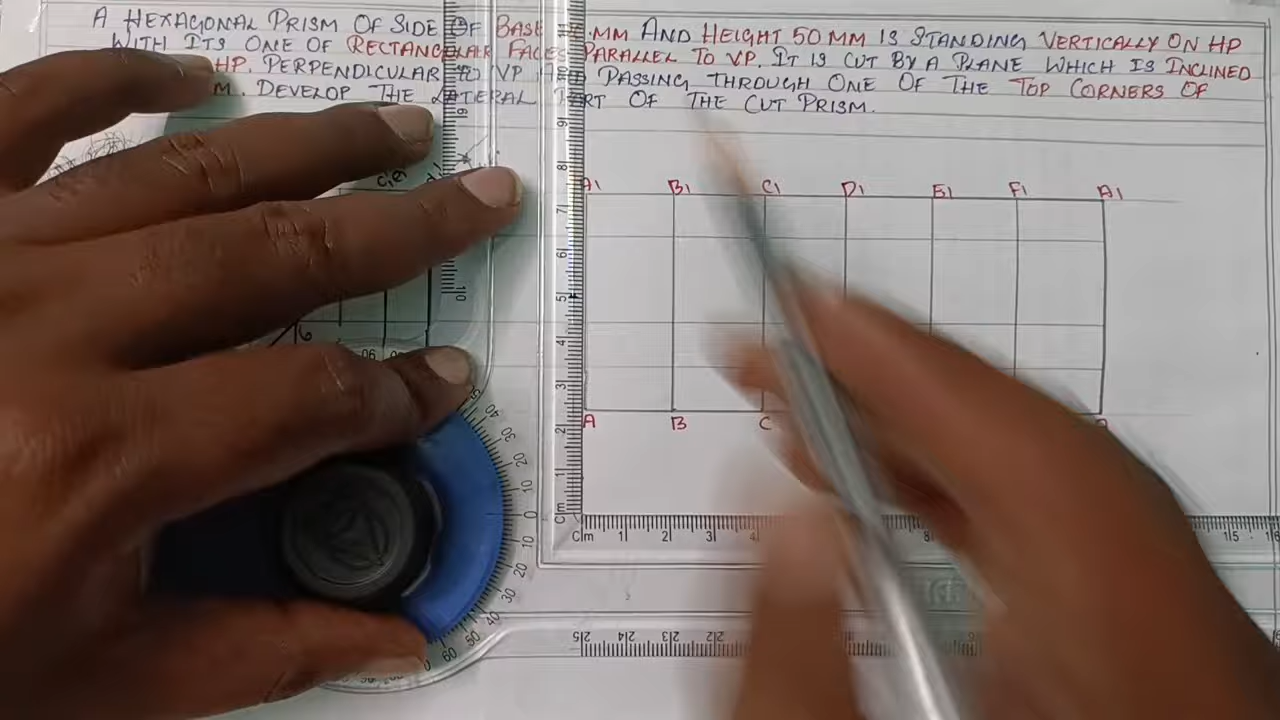 A HEXAGONAL PRISM OF SIDE OF BASE MM AND HEIGHT 50 MM IS STANDING VERTICALLY ON HP
WITH ITS ONE OF RECTANGULAR FACES PARALLEL TO VP. IT IS CUT BY A PLANE WHICH IS INCLINED
HP. PERPENDICULAR TO VP PASSING THROUGH ONE OF THE TOP CORNERS OF
M. DEVELOP THE LATERAL PART OF THE CUT PRISM.
A1 B1 C1 D1 E1 F1 A1
A B C